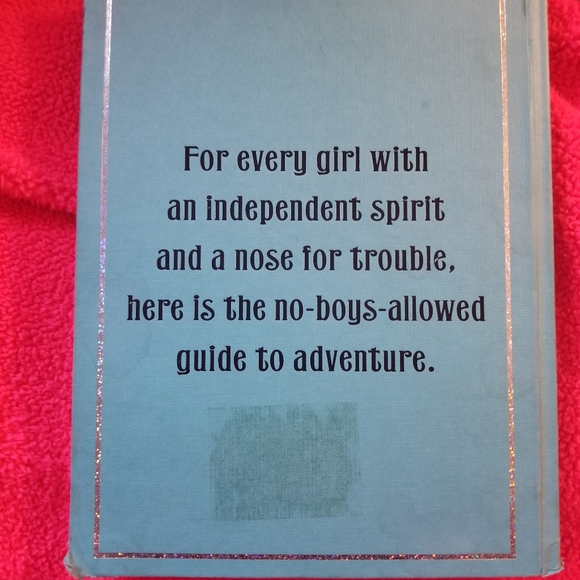 For every girl with
an independent spirit
and a nose for trouble,
here is the no-boys-allowed
guide to adventure.